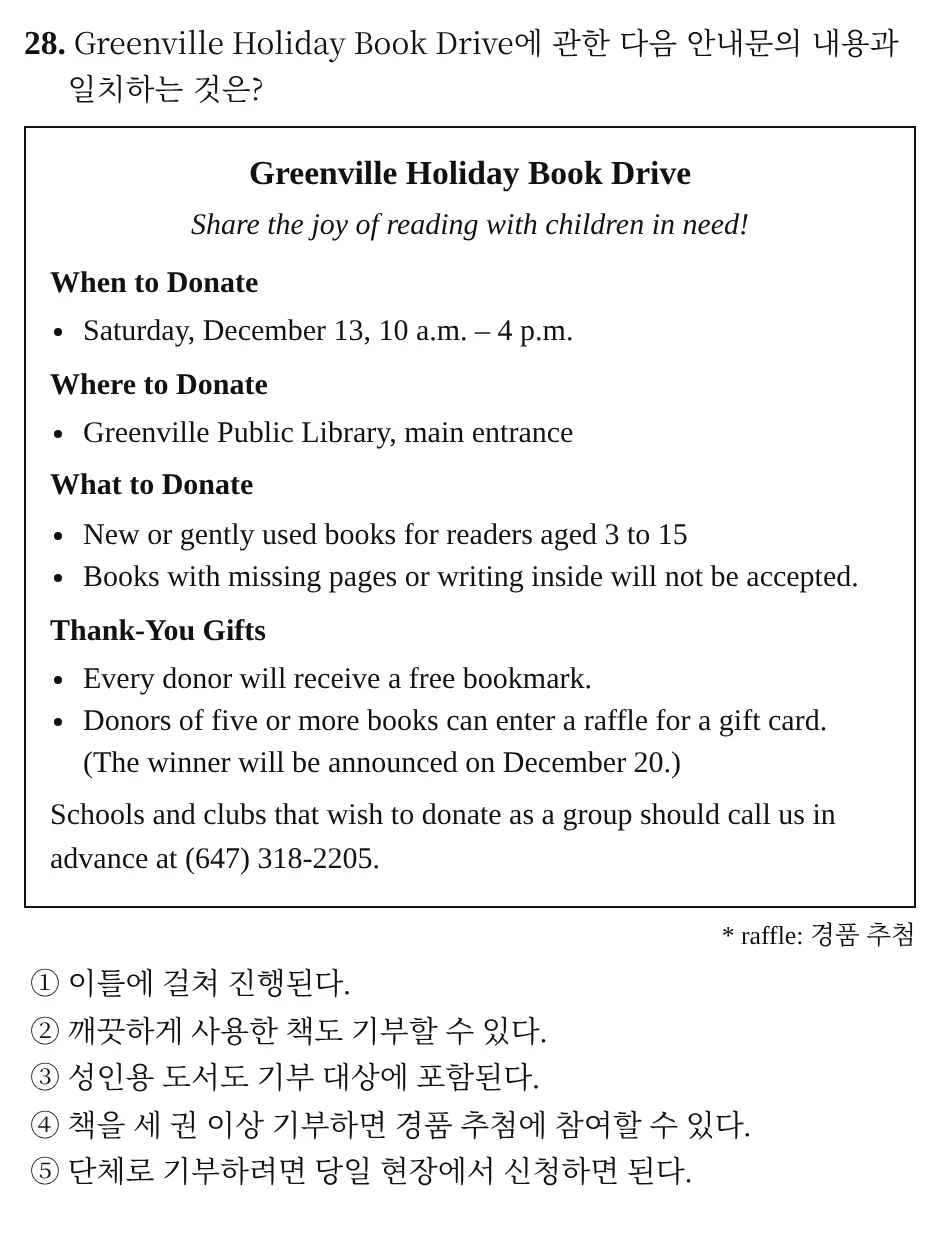 28. Greenville Holiday Book Drive에 관한 다음 안내문의 내용과
일치하는 것은?
Greenville Holiday Book Drive
Share the joy of reading with children in need!
When to Donate
• Saturday, December 13, 10 a.m. – 4 p.m.
Where to Donate
• Greenville Public Library, main entrance
What to Donate
• New or gently used books for readers aged 3 to 15
• Books with missing pages or writing inside will not be accepted.
Thank-You Gifts
• Every donor will receive a free bookmark.
• Donors of five or more books can enter a raffle for a gift card.
(The winner will be announced on December 20.)
Schools and clubs that wish to donate as a group should call us in
advance at (647) 318-2205.
* raffle: 경품 추첨
① 이틀에 걸쳐 진행된다.
② 깨끗하게 사용한 책도 기부할 수 있다.
③ 성인용 도서도 기부 대상에 포함된다.
④ 책을 세 권 이상 기부하면 경품 추첨에 참여할 수 있다.
⑤ 단체로 기부하려면 당일 현장에서 신청하면 된다.